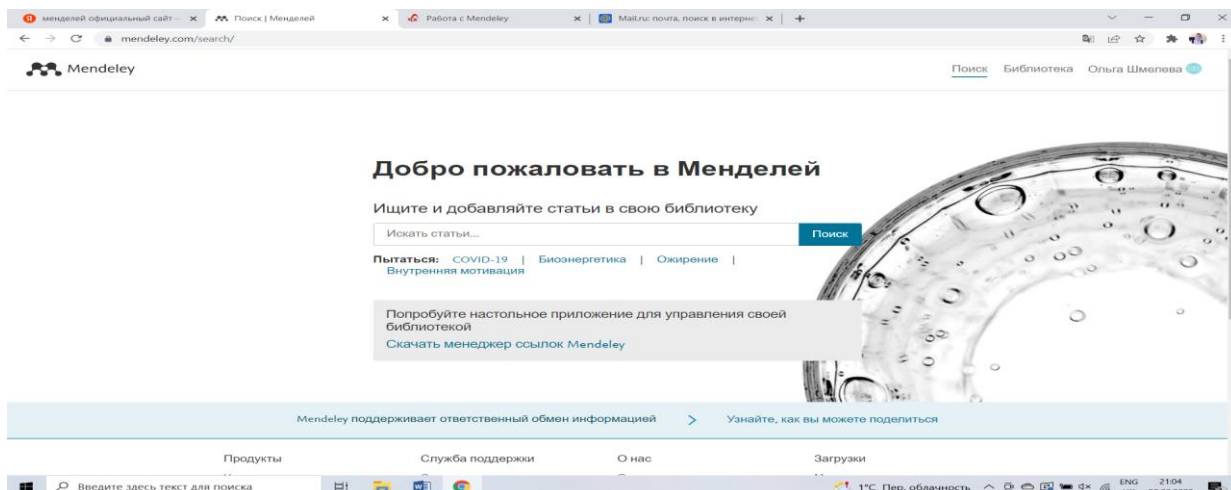 менделей официальный сайт —
Поиск | Менделей
Работа с Mendeley
Mail.ru: почта, поиск в интерне
mendeley.com/search/
Mendeley
Поиск Библиотека Ольга Шмелева
Добро пожаловать в Менделей
Ищите и добавляйте статьи в свою библиотеку
Искать статьи...
Поиск
Пытаться: COVID-19 | Биоэнергетика | Ожирение |
Внутренняя мотивация
Попробуйте настольное приложение для управления своей
библиотекой
Скачать менеджер ссылок Mendeley
Mendeley поддерживает ответственный обмен информацией > Узнайте, как вы можете поделиться
Продукты Служба поддержки О нас Загрузки
Введите здесь текст для поиска
1°C Пер. облачность ENG 21:04